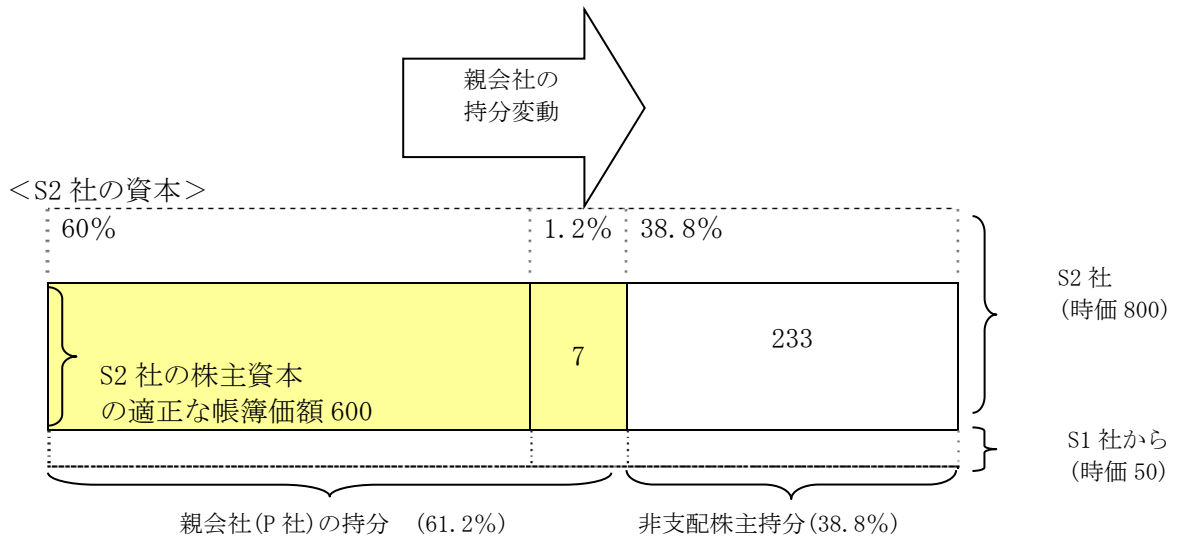 親会社の
持分変動
＜S2 社の資本＞
60%
1.2%
38.8%
S2 社
(時価 800)
233
7
S2 社の株主資本
の適正な帳簿価額 600
S1 社から
(時価 50)
親会社(P 社)の持分　(61.2%)
非支配株主持分(38.8%)